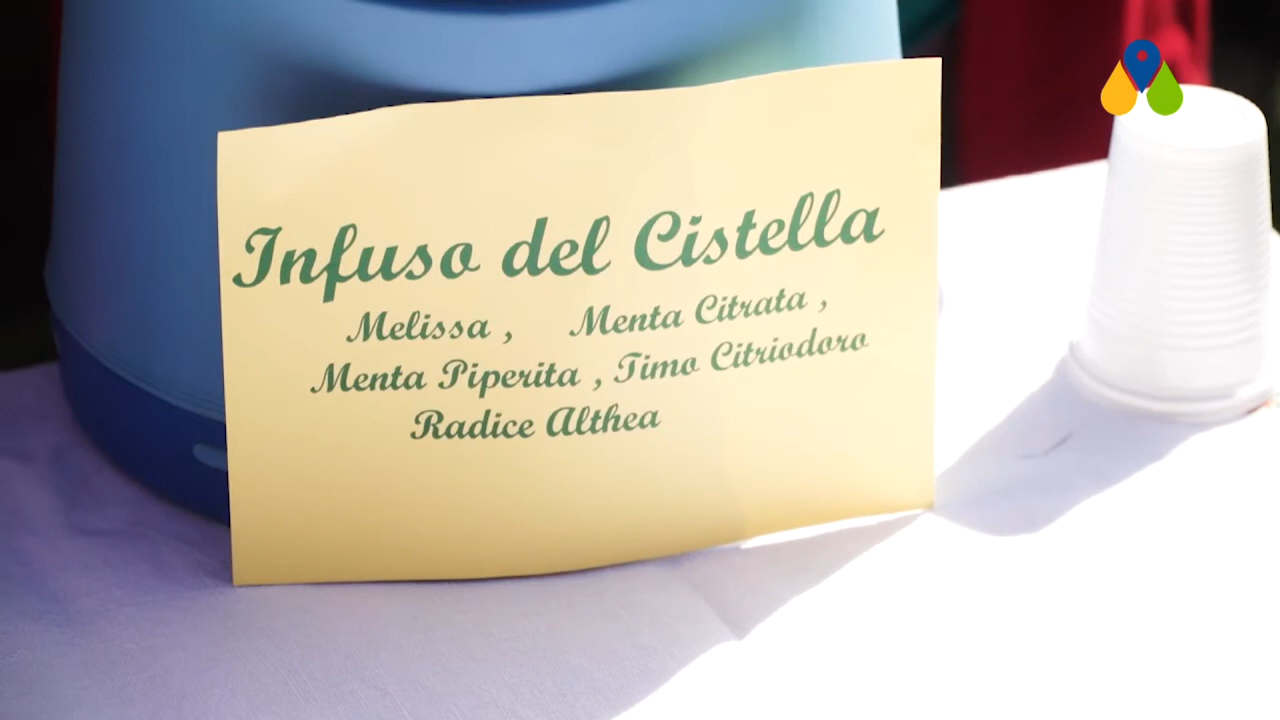 Infuso del Cistella
Melissa , Menta Citrata ,
Menta Piperita , Timo Citriodoro
Radice Althea